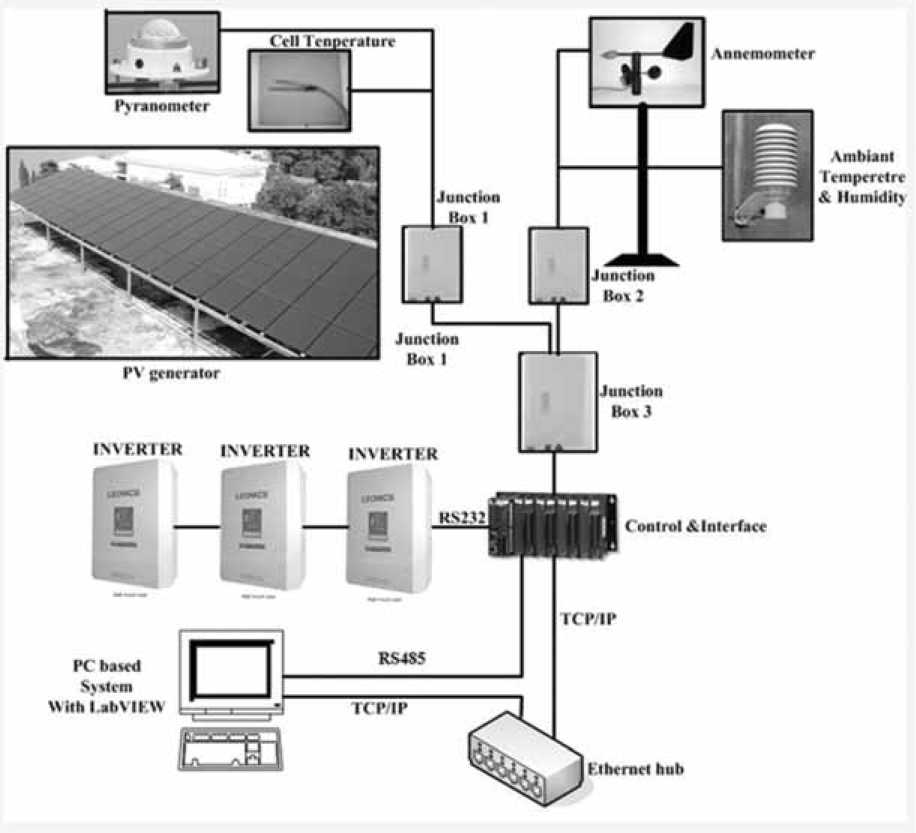 Cell Tenperature
Annemometer
Pyranometer
Ambiant
Temperetre
& Humidity
Junction
Box 1
Junction
Box 2
Junction
Box 1
PV generator
Junction
Box 3
INVERTER
INVERTER
INVERTER
LEONICS
LEONICS
LEONICS
RS232
Control &Interface
TCP/IP
RS485
PC based
System
With LabVIEW
TCP/IP
Ethernet hub